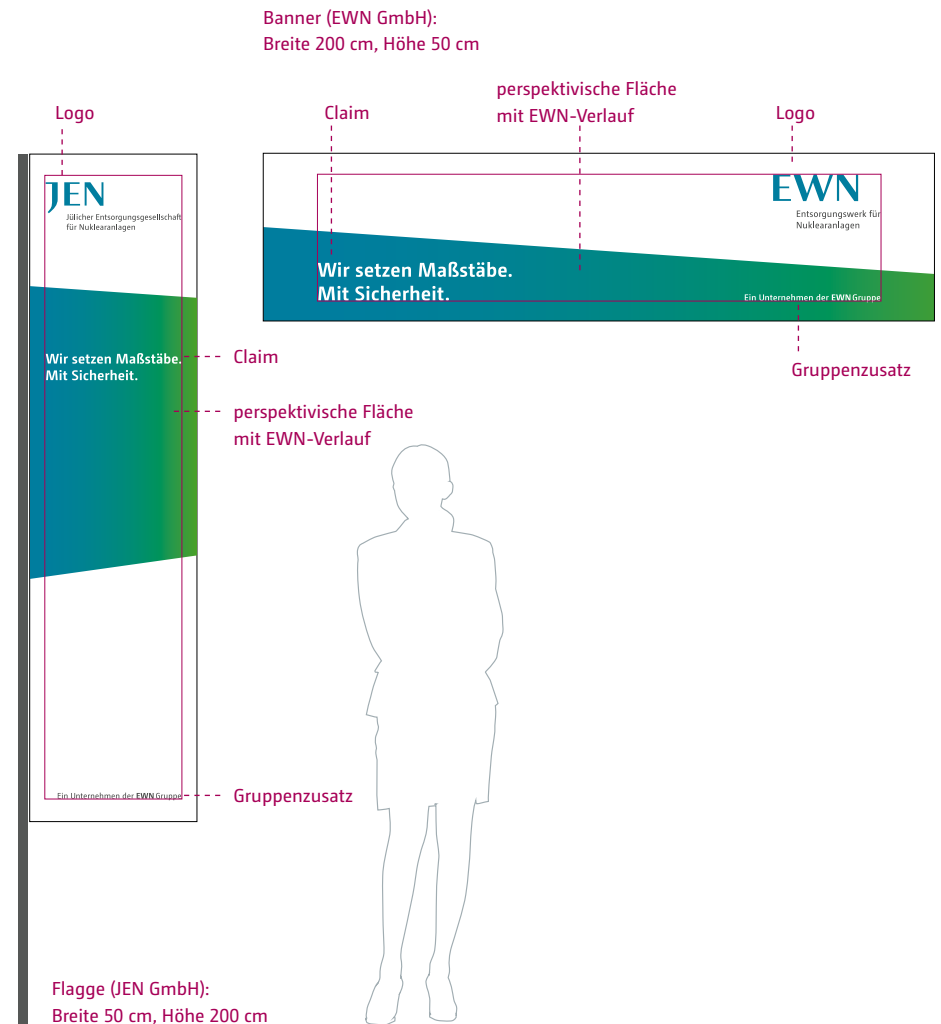 Banner (EWN GmbH):
Breite 200 cm, Höhe 50 cm
Logo
Claim
perspektivische Fläche
mit EWN-Verlauf
Logo
JEN
Jülicher Entsorgungsgesellschaft
für Nuklearanlagen
EWN
Entsorgungswerk für
Nuklearanlagen
Wir setzen Maßstäbe.
Mit Sicherheit.
Ein Unternehmen der EWN Gruppe
Gruppenzusatz
Wir setzen Maßstäbe.
Mit Sicherheit.
Claim
perspektivische Fläche
mit EWN-Verlauf
Ein Unternehmen der EWN Gruppe
Gruppenzusatz
Flagge (JEN GmbH):
Breite 50 cm, Höhe 200 cm